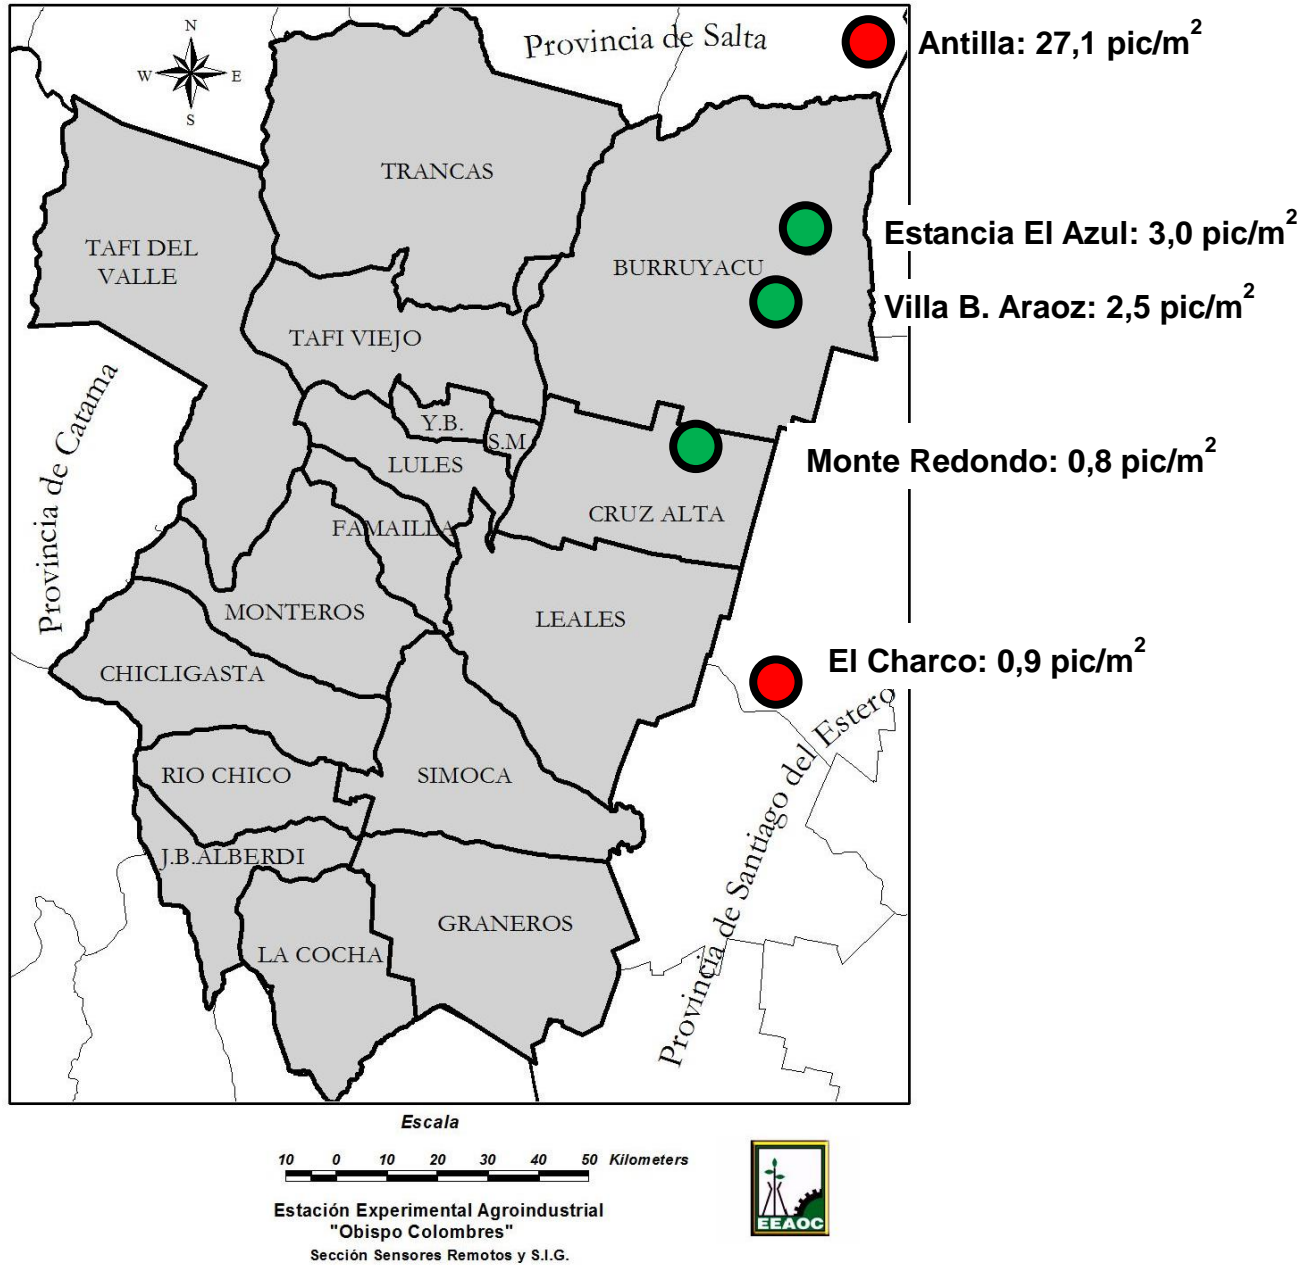 N
W E
S
Provincia de Salta
Antilla: 27,1 pic/m²
TRANCAS
TAFI DEL
VALLE
Estancia El Azul: 3,0 pic/m²
BURRUYACU
Villa B. Araoz: 2,5 pic/m²
TAFI VIEJO
Provincia de Catama
Y.B.
S.M.
LULES
Monte Redondo: 0,8 pic/m²
CRUZ ALTA
FAMAILLA
MONTEROS
LEALES
El Charco: 0,9 pic/m²
CHICLIGASTA
Provincia de Santiago del Estero
RIO CHICO
SIMOCA
J.B.ALBERDI
GRANEROS
LA COCHA
Escala
10 0 10 20 30 40 50 Kilometers
Estación Experimental Agroindustrial
"Obispo Colombres"
Sección Sensores Remotos y S.I.G.
EEAOC